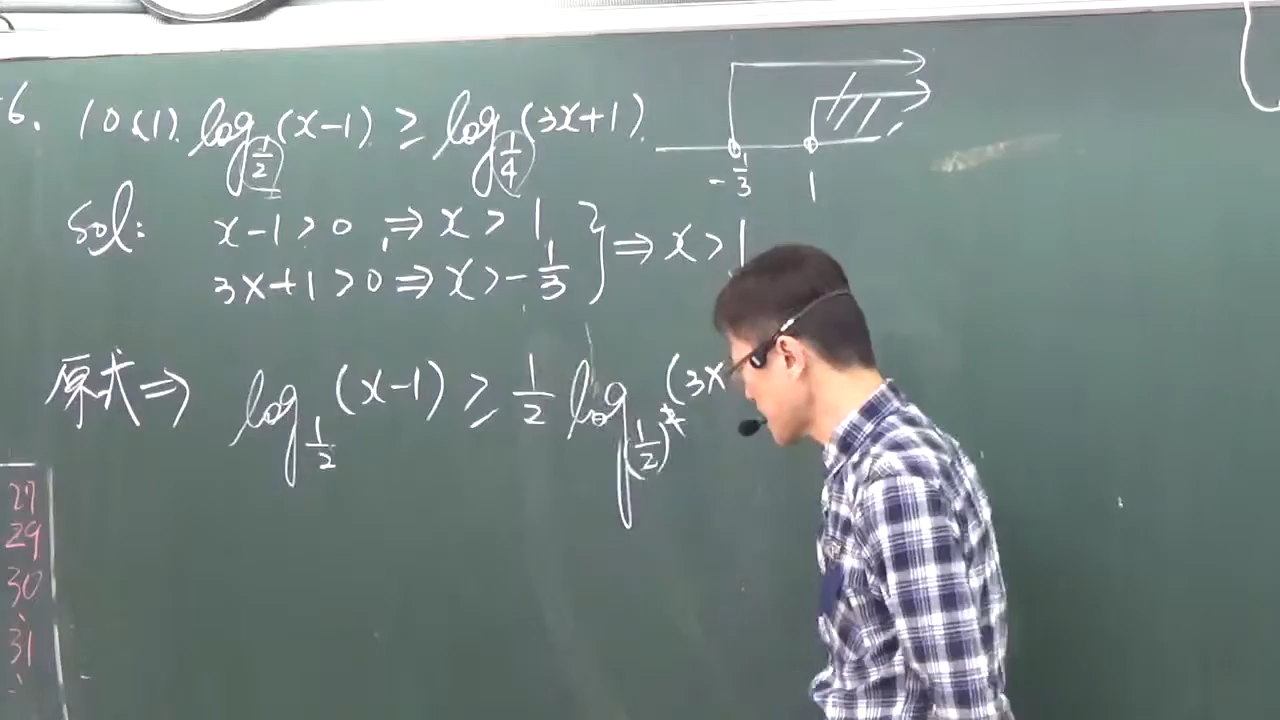 6. 10.(1). log_{1/2}(x-1) ≥ log_{1/4}(3x+1).
-1/3 1
Sol: x-1>0, ⇒ x>1
3x+1>0 ⇒ x>-1/3 } ⇒ x>1
原式⇒ log_{1/2}(x-1) ≥ 1/2 log_{(1/2)}(3x
27
29
30
31